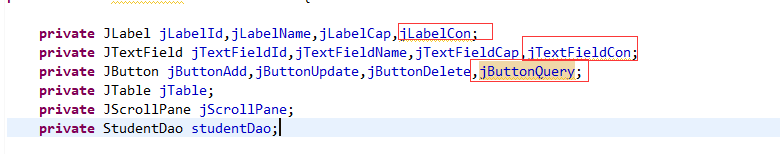 private JLabel jLabelId,jLabelName,jLabelCap,jLabelCon;
private JTextField jTextFieldId,jTextFieldName,jTextFieldCap,jTextFieldCon;
private JButton jButtonAdd,jButtonUpdate,jButtonDelete,jButtonQuery;
private JTable jTable;
private JScrollPane jScrollPane;
private StudentDao studentDao;